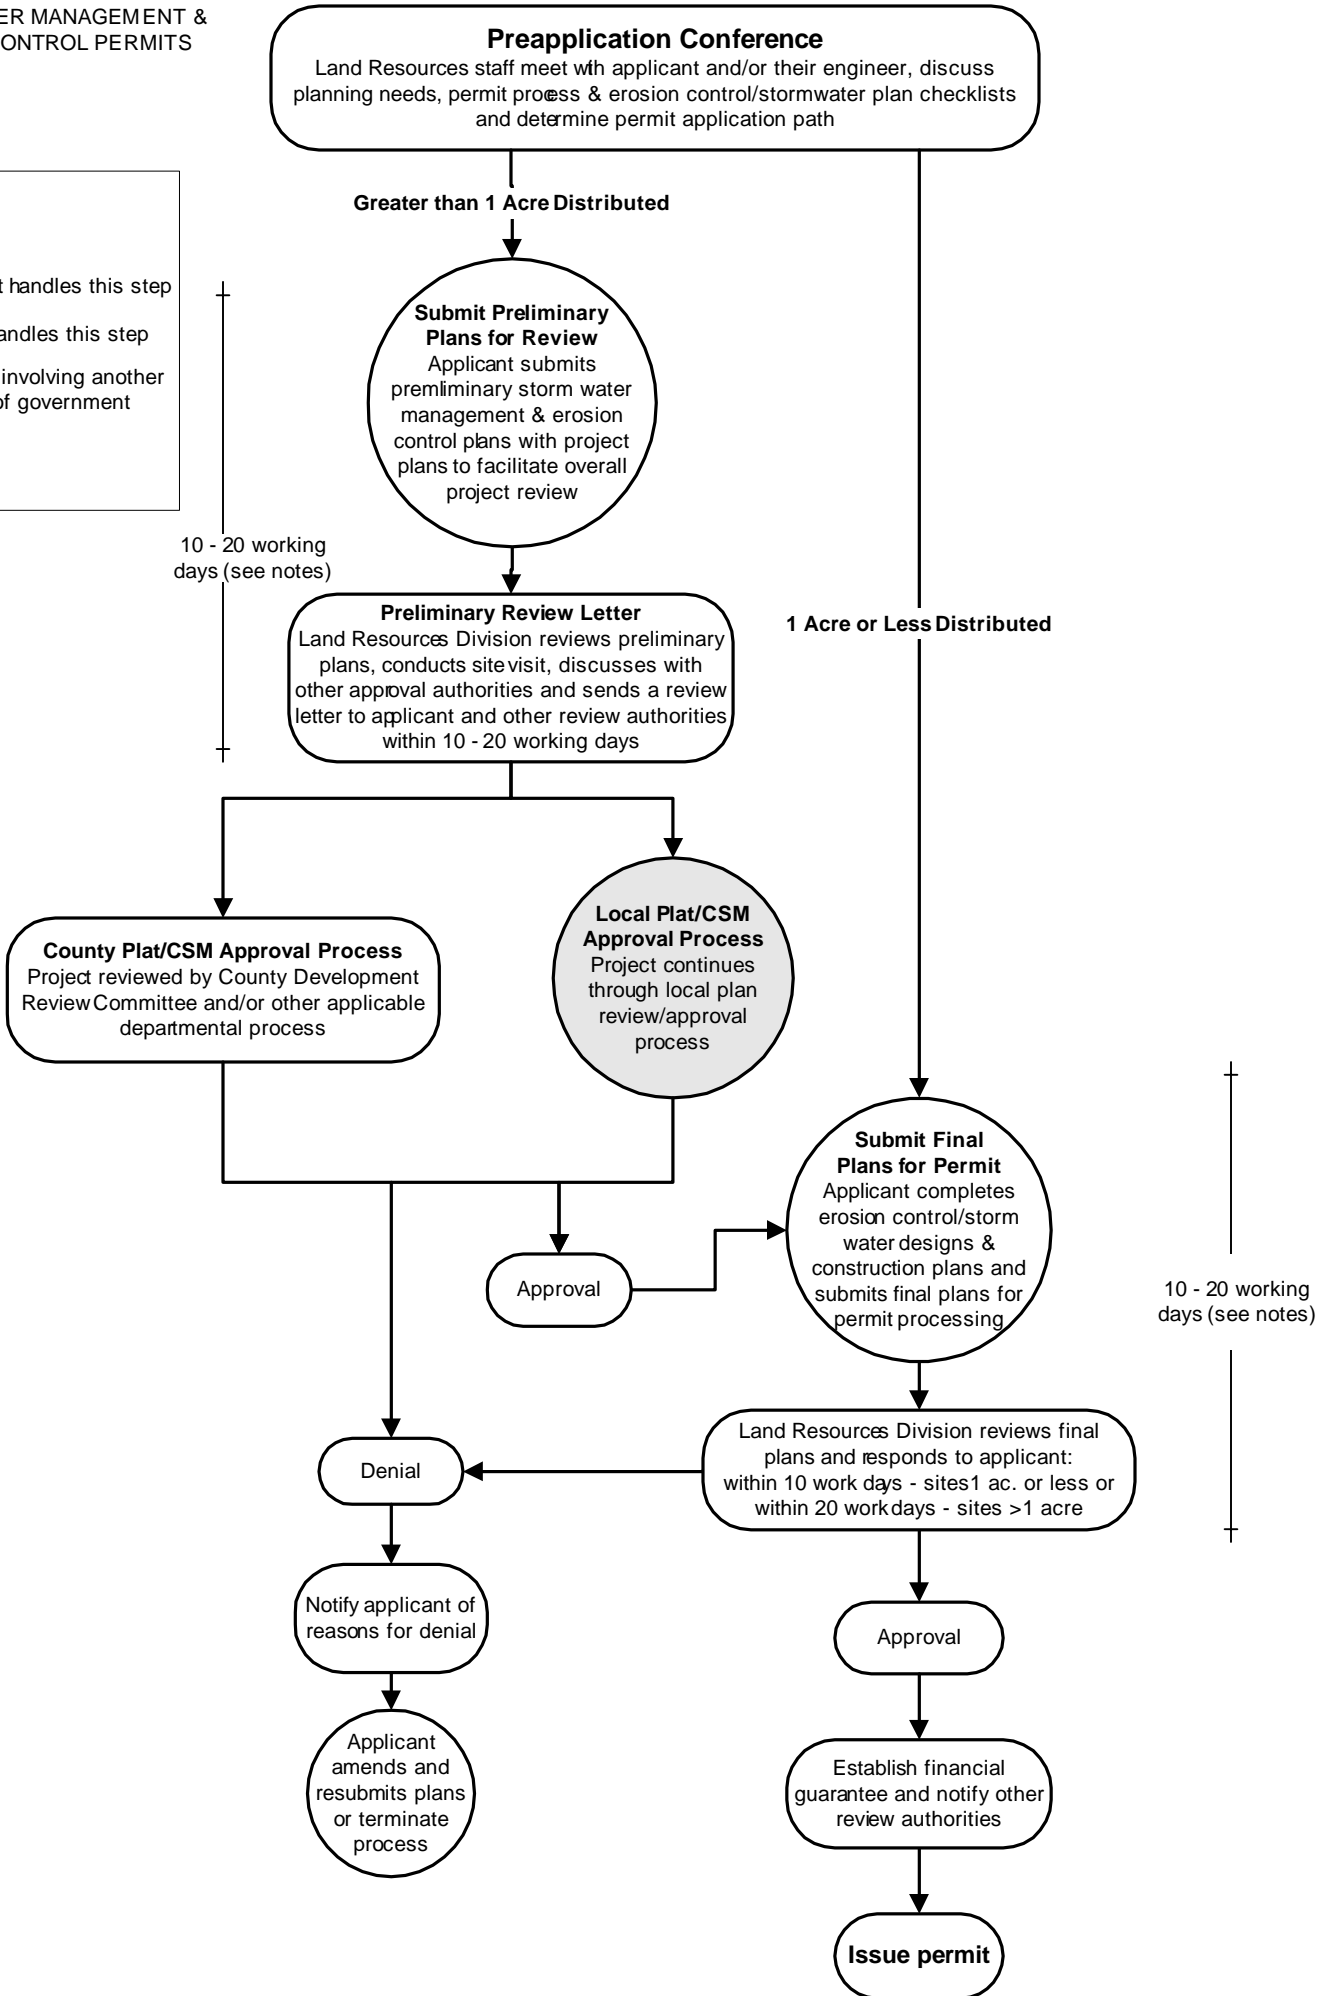 ER MANAGEMENT &
ONTROL PERMITS
Preapplication Conference
Land Resources staff meet with applicant and/or their engineer, discuss
planning needs, permit process & erosion control/stormwater plan checklists
and determine permit application path
t handles this step
andles this step
involving another
of government
Greater than 1 Acre Distributed
Submit Preliminary
Plans for Review
Applicant submits
premliminary storm water
management & erosion
control plans with project
plans to facilitate overall
project review
10 - 20 working
days (see notes)
Preliminary Review Letter
Land Resources Division reviews preliminary
plans, conducts site visit, discusses with
other approval authorities and sends a review
letter to applicant and other review authorities
within 10 - 20 working days
1 Acre or Less Distributed
County Plat/CSM Approval Process
Project reviewed by County Development
Review Committee and/or other applicable
departmental process
Local Plat/CSM
Approval Process
Project continues
through local plan
review/approval
process
Submit Final
Plans for Permit
Applicant completes
erosion control/storm
water designs &
construction plans and
submits final plans for
permit processing
Approval
10 - 20 working
days (see notes)
Land Resources Division reviews final
plans and responds to applicant:
within 10 work days - sites 1 ac. or less or
within 20 work days - sites >1 acre
Denial
Notify applicant of
reasons for denial
Approval
Applicant
amends and
resubmits plans
or terminate
process
Establish financial
guarantee and notify other
review authorities
Issue permit